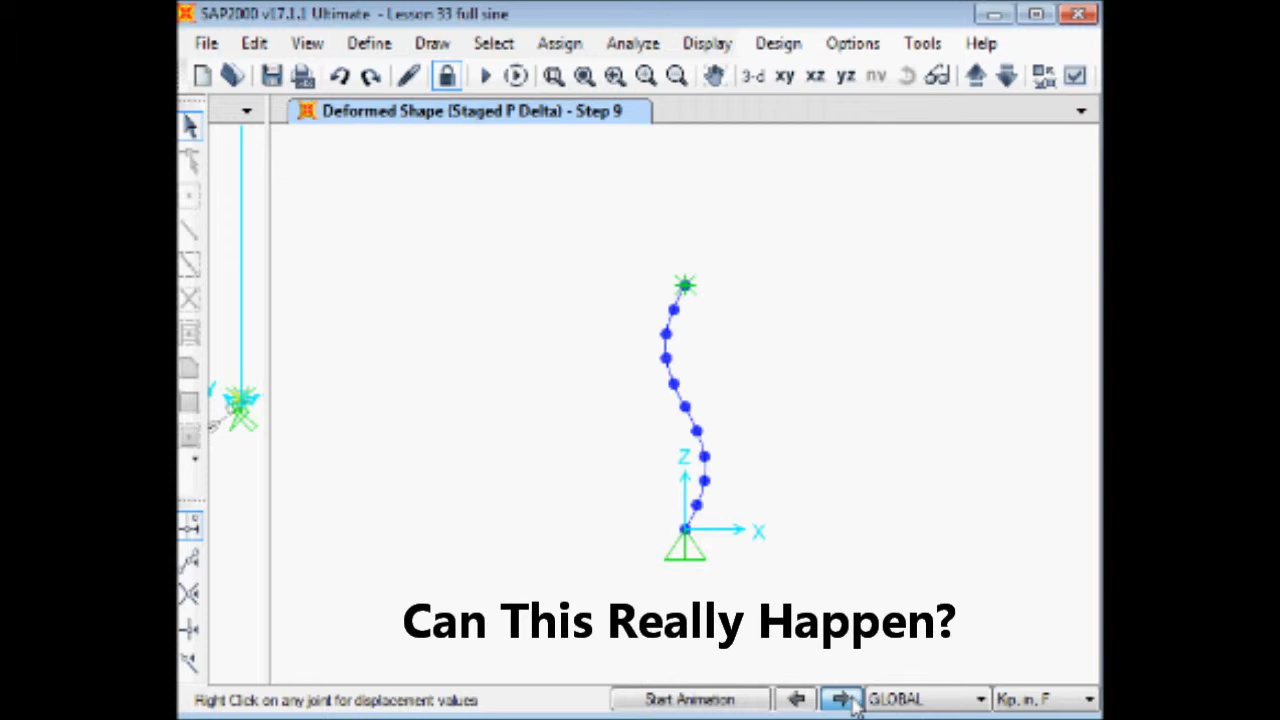 SAP2000 v17.1.1 Ultimate - Lesson 33 full sine
File Edit View Define Draw Select Assign Analyze Display Design Options Tools Help
3-d xy xz yz nv
Deformed Shape (Staged P Delta) - Step 9
Y
Z
X
Can This Really Happen?
Right Click on any joint for displacement values Start Animation GLOBAL Kip, in, F